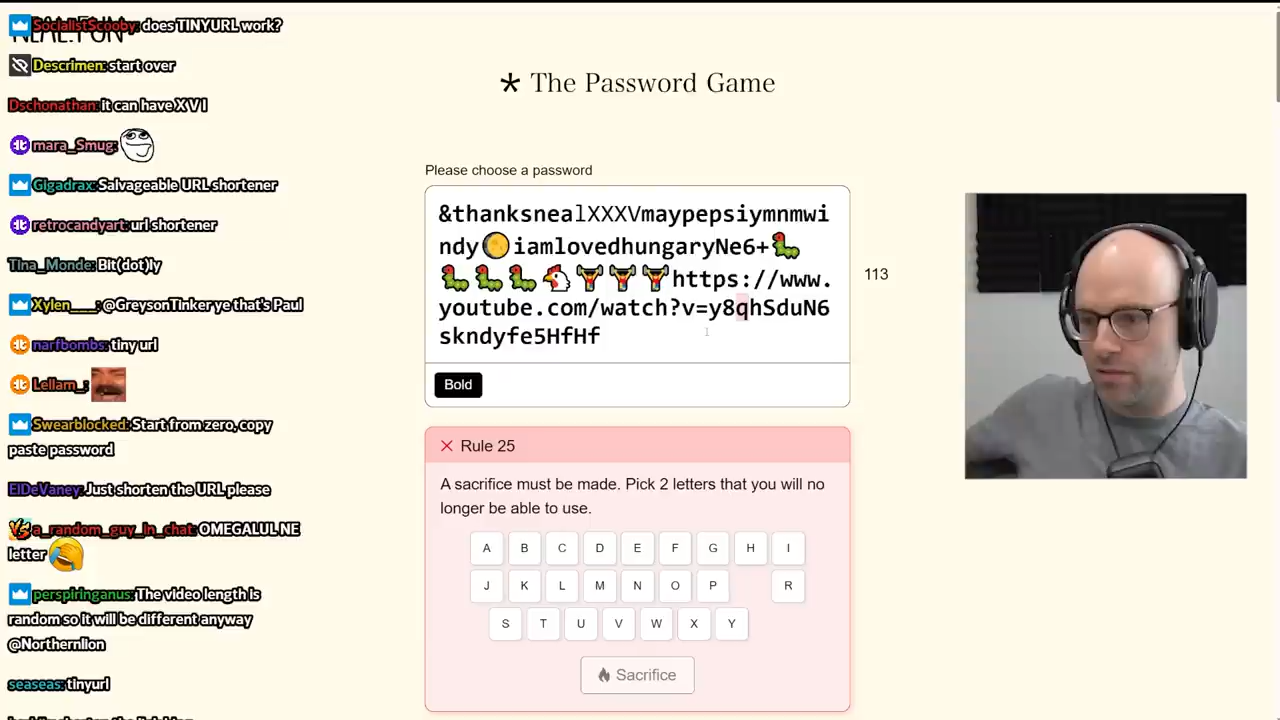 NEAL.FUN
SocialistScooby: does TINYURL work?
Descrimen: start over
Dschonathan: it can have X V I
mara_Smug:
Gigadrax: Salvageable URL shortener
retrocandyart: url shortener
Tina_Monde: Bit(dot)ly
Xylen___: @GreysonTinker ye that's Paul
narfbombs: tiny url
Lellam_:
Swearblocked: Start from zero, copy
paste password
ElDeVaney: Just shorten the URL please
a_random_guy_in_chat: OMEGALUL NE
letter
perspiringanus: The video length is
random so it will be different anyway
@Northernlion
seaseas: tinyurl
* The Password Game
Please choose a password
&thanksnealXXXVmaypepsiymnmwi
ndy🌔iamlovedhungaryNe6+🐛
🐛🐛🐛🐔🏋️🏋️🏋️https://www.
youtube.com/watch?v=y8qhSduN6
skndyfe5HfHf
113
Bold
Rule 25
A sacrifice must be made. Pick 2 letters that you will no
longer be able to use.
A B C D E F G H I
J K L M N O P R
S T U V W X Y
Sacrifice